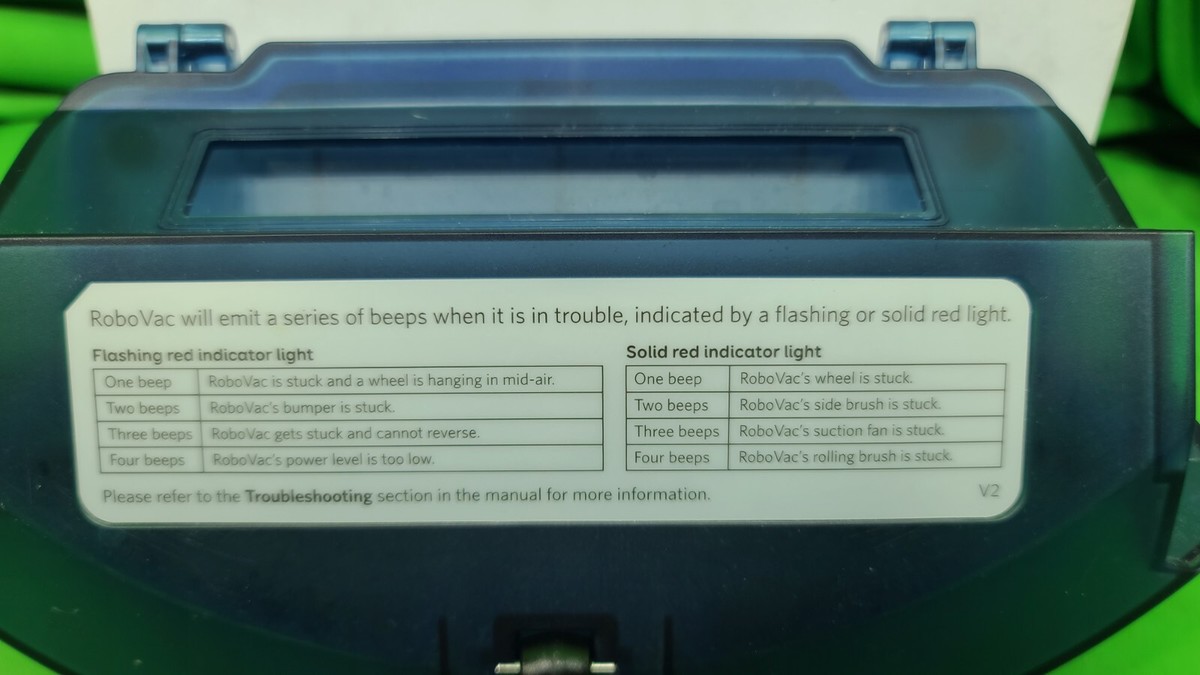 RoboVac will emit a series of beeps when it is in trouble, indicated by a flashing or solid red light.
Flashing red indicator light
One beep RoboVac is stuck and a wheel is hanging in mid-air.
Two beeps RoboVac's bumper is stuck.
Three beeps RoboVac gets stuck and cannot reverse.
Four beeps RoboVac's power level is too low.
Solid red indicator light
One beep RoboVac's wheel is stuck.
Two beeps RoboVac's side brush is stuck.
Three beeps RoboVac's suction fan is stuck.
Four beeps RoboVac's rolling brush is stuck.
Please refer to the Troubleshooting section in the manual for more information.
V2